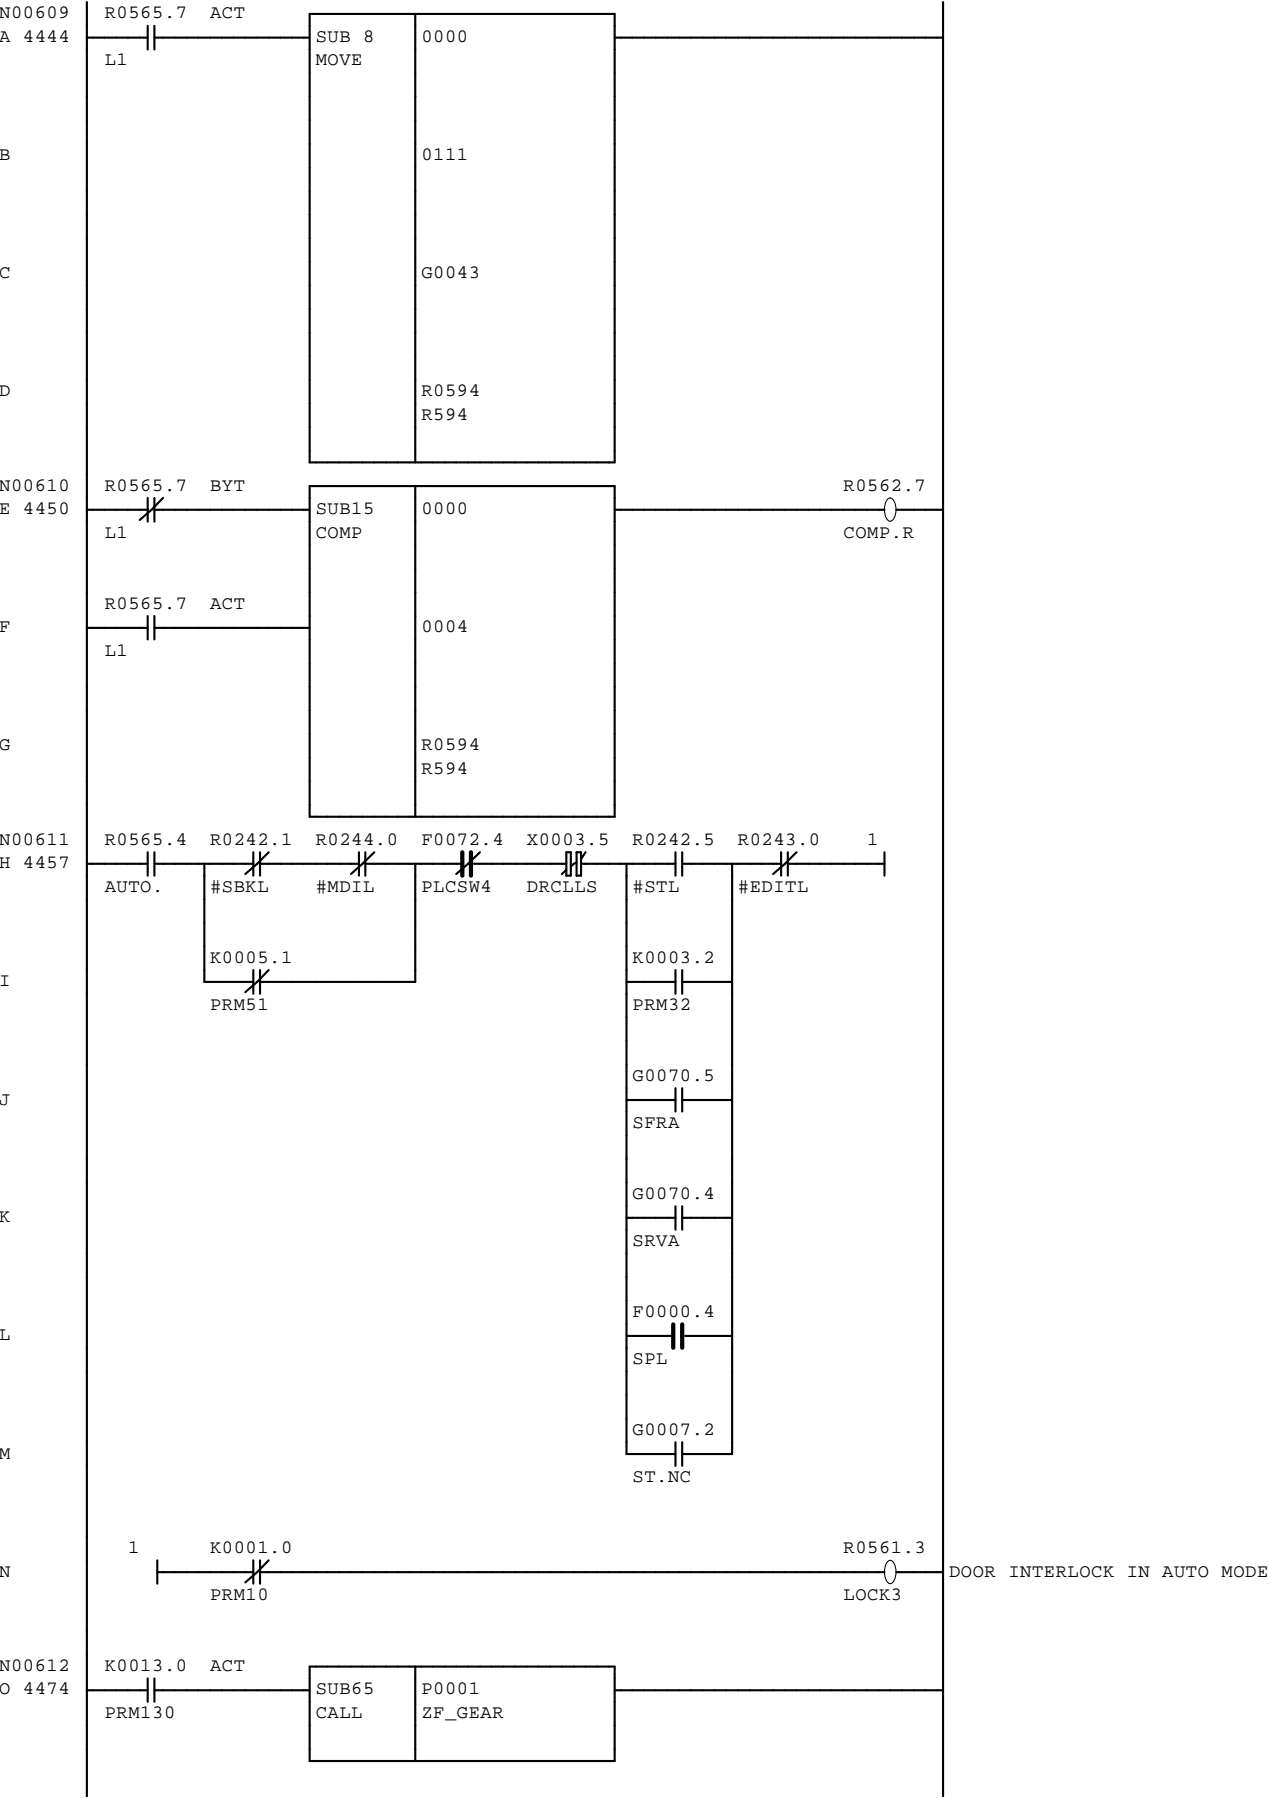 N00609 R0565.7 ACT
A 4444 SUB 8 0000
L1 MOVE
B 0111
C G0043
D R0594
R594
N00610 R0565.7 BYT R0562.7
E 4450 SUB15 0000
L1 COMP COMP.R
R0565.7 ACT
F 0004
L1
G R0594
R594
N00611 R0565.4 R0242.1 R0244.0 F0072.4 X0003.5 R0242.5 R0243.0 1
H 4457
AUTO. #SBKL #MDIL PLCSW4 DRCLLS #STL #EDITL
K0005.1 K0003.2
I
PRM51 PRM32
G0070.5
J
SFRA
G0070.4
K
SRVA
F0000.4
L
SPL
G0007.2
M
ST.NC
1 K0001.0 R0561.3
N DOOR INTERLOCK IN AUTO MODE
PRM10 LOCK3
N00612 K0013.0 ACT
O 4474 SUB65 P0001
PRM130 CALL ZF_GEAR